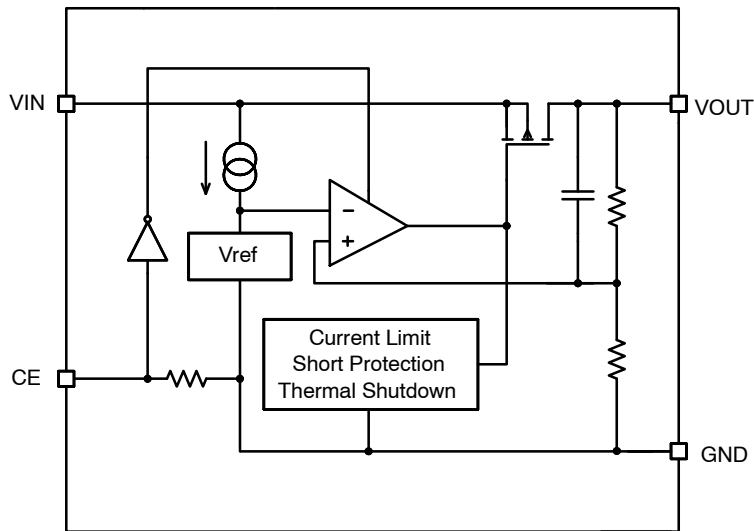 VIN
VOUT
−
+
Vref
Current Limit
Short Protection
Thermal Shutdown
CE
GND